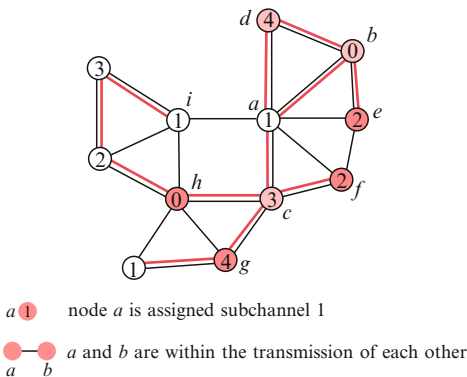 d 4
b
0
3
i
a
1
1
2 e
2
h
2 f
0
3
c
1
4 g
a 1 node a is assigned subchannel 1
a and b are within the transmission of each other
a b